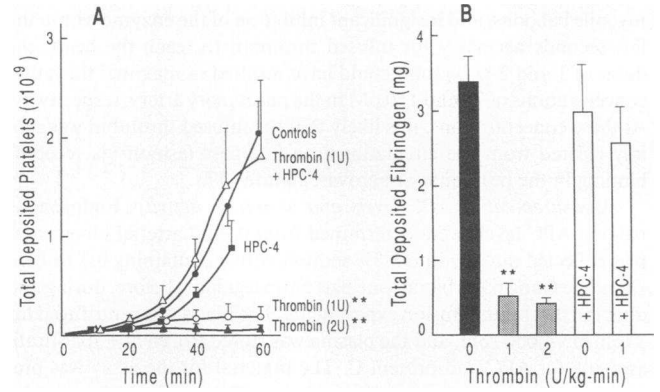 A
B
Total Deposited Platelets (x10⁻⁹)
3
2
1
0
0
20
40
60
Time (min)
Controls
Thrombin (1U)
+ HPC-4
HPC-4
Thrombin (1U) **
Thrombin (2U) **
Total Deposited Fibrinogen (mg)
4
3
2
1
0
**
**
+ HPC-4
+ HPC-4
0
1
2
0
1
Thrombin (U/kg-min)